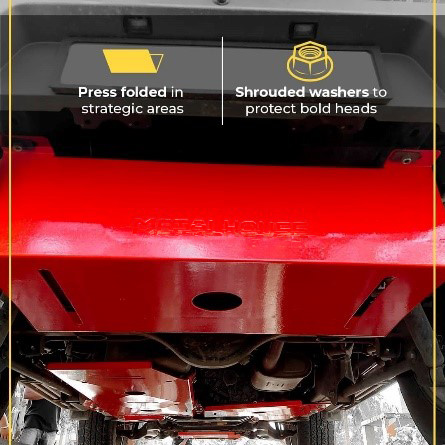 Press folded in
strategic areas
Shrouded washers to
protect bold heads